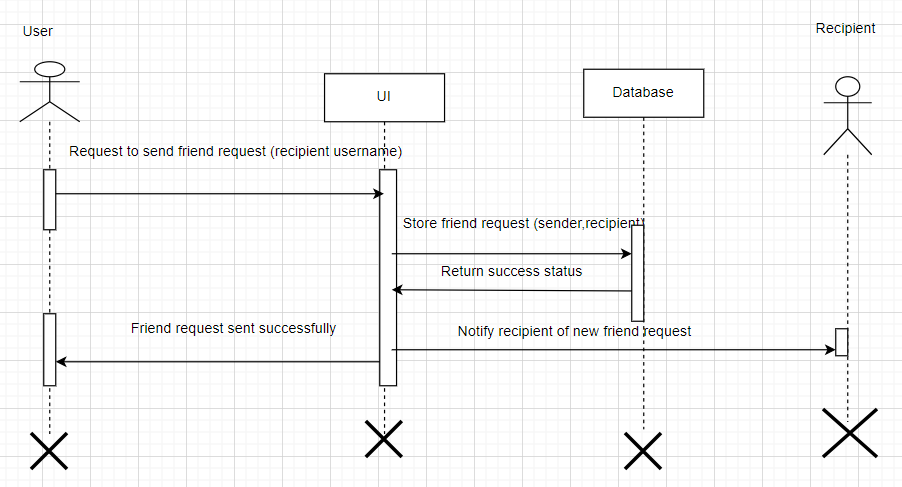 User
Recipient
UI
Database
Request to send friend request (recipient username)
Store friend request (sender,recipient)
Return success status
Friend request sent successfully
Notify recipient of new friend request